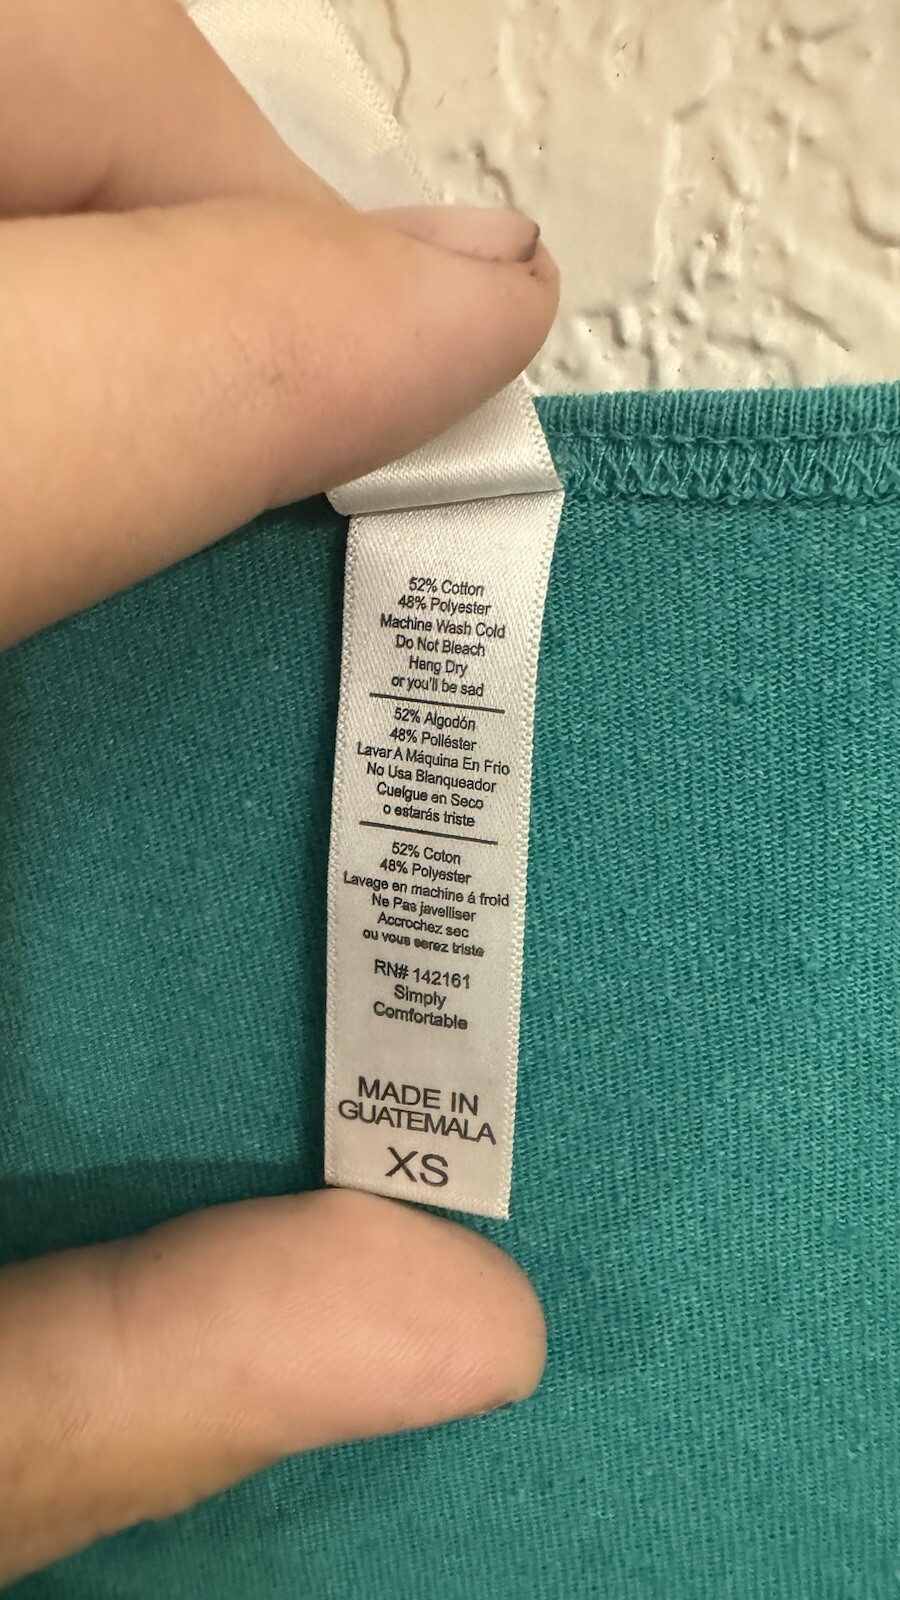 52% Cotton
48% Polyester
Machine Wash Cold
Do Not Bleach
Hang Dry
or you'll be sad
52% Algodón
48% Poliéster
Lavar A Máquina En Frio
No Usa Blanqueador
Cuelgue en Seco
o estarás triste
52% Coton
48% Polyester
Lavage en machine á froid
Ne Pas javelliser
Accrochez sec
ou vous serez triste
RN# 142161
Simply
Comfortable
MADE IN
GUATEMALA
XS